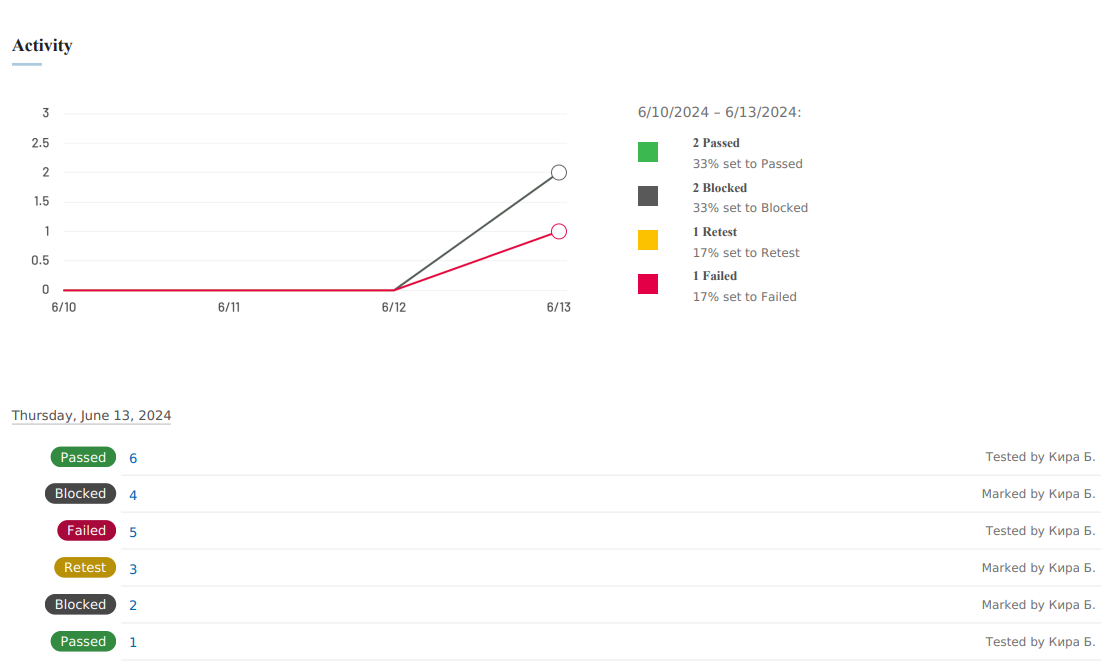 Activity
3
2.5
2
1.5
1
0.5
0
6/10 6/11 6/12 6/13
6/10/2024 – 6/13/2024:
2 Passed
33% set to Passed
2 Blocked
33% set to Blocked
1 Retest
17% set to Retest
1 Failed
17% set to Failed
Thursday, June 13, 2024
Passed 6 Tested by Кира Б.
Blocked 4 Marked by Кира Б.
Failed 5 Tested by Кира Б.
Retest 3 Marked by Кира Б.
Blocked 2 Marked by Кира Б.
Passed 1 Tested by Кира Б.